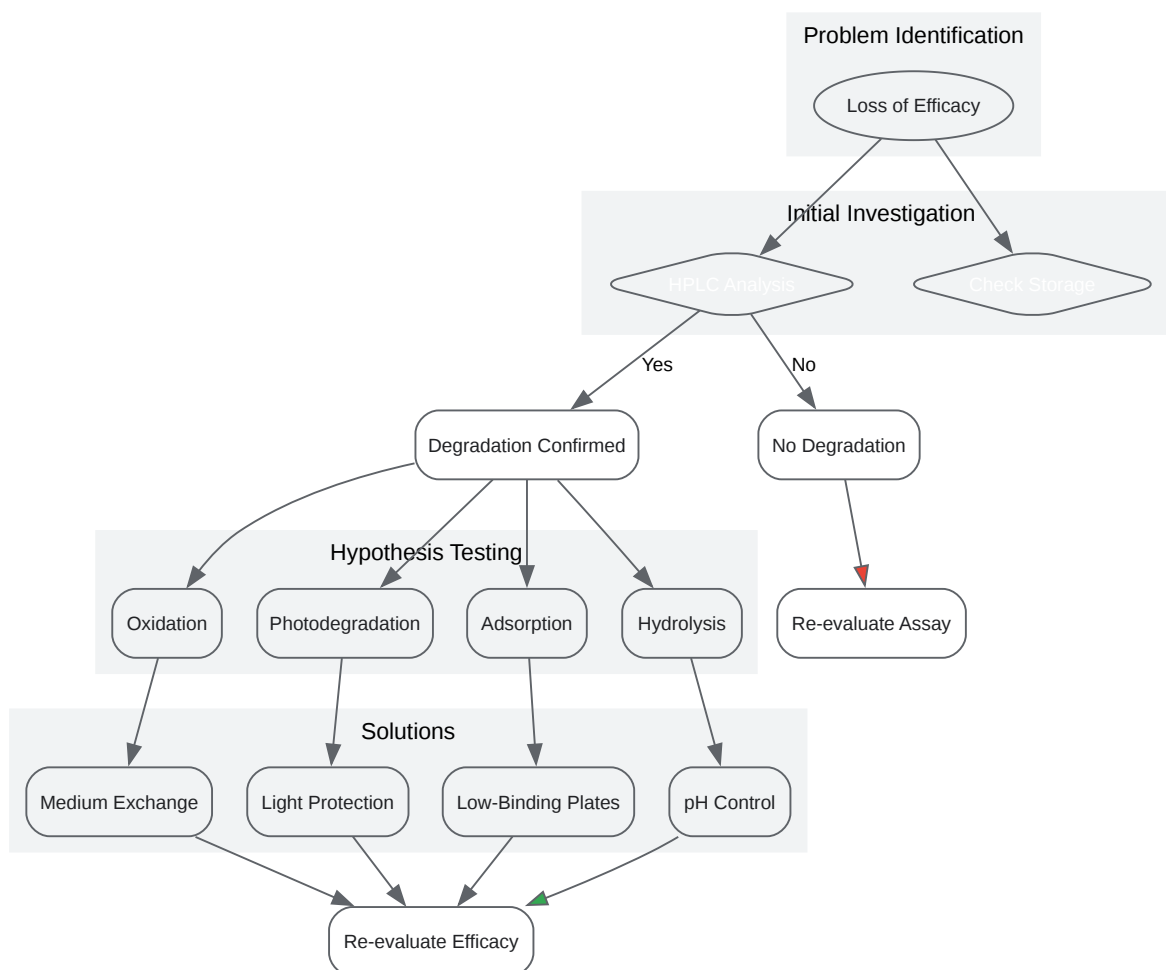 Problem Identification
Loss of Efficacy
Initial Investigation
HPLC Analysis
Check Storage
Yes
No
Degradation Confirmed
No Degradation
Hypothesis Testing
Oxidation
Photodegradation
Adsorption
Hydrolysis
Re-evaluate Assay
Solutions
Medium Exchange
Light Protection
Low-Binding Plates
pH Control
Re-evaluate Efficacy